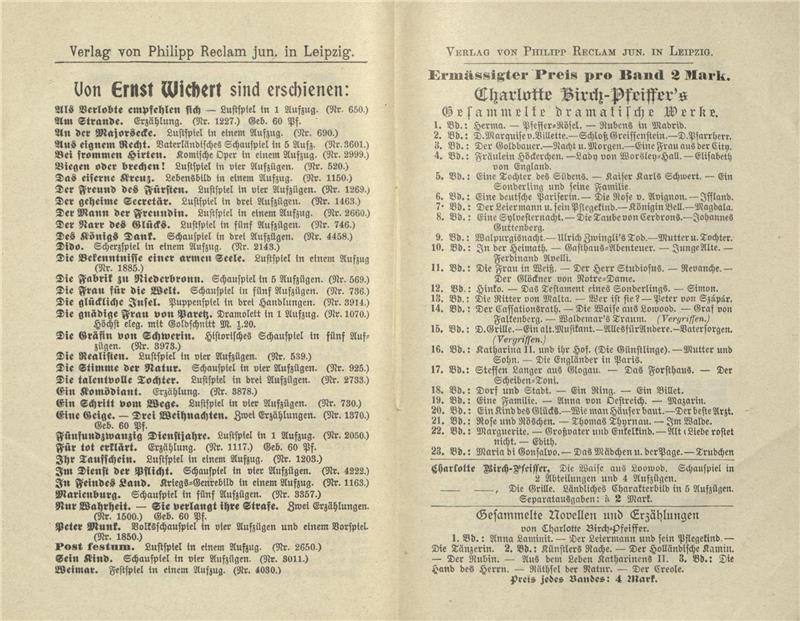 Verlag von Philipp Reclam jun. in Leipzig.
Von Ernst Wichert sind erschienen:
Als Verlobte empfehlen sich — Lustspiel in 1 Aufzug. (Nr. 650.)
Am Strande. Erzählung. (Nr. 1227.) Geb. 60 Pf.
An der Majorsecke. Lustspiel in einem Aufzug. (Nr. 690.)
Aus eignem Recht. Vaterländisches Schauspiel in 5 Aufz. (Nr. 3601.)
Bei frommen Hirten. Komische Oper in einem Aufzug. (Nr. 2999.)
Biegen oder brechen! Lustspiel in vier Aufzügen. (Nr. 520.)
Das eiserne Kreuz. Lebensbild in einem Aufzug. (Nr. 1150.)
Der Freund des Fürsten. Lustspiel in vier Aufzügen. (Nr. 1269.)
Der geheime Secretär. Lustspiel in drei Aufzügen. (Nr. 1463.)
Der Mann der Freundin. Lustspiel in einem Aufzug. (Nr. 2660.)
Der Narr des Glücks. Lustspiel in fünf Aufzügen. (Nr. 746.)
Des Königs Dank. Schauspiel in drei Aufzügen. (Nr. 4458.)
Dido. Scherzspiel in einem Aufzug. (Nr. 2143.)
Die Bekenntnisse einer armen Seele. Lustspiel in einem Aufzug
(Nr. 1885.)
Die Fabrik zu Niederbronn. Schauspiel in 5 Aufzügen. (Nr. 569.)
Die Frau für die Welt. Schauspiel in fünf Aufzügen. (Nr. 736.)
Die glückliche Insel. Puppenspiel in drei Handlungen. (Nr. 3914.)
Die gnädige Frau von Paretz. Dramolett in 1 Aufzug. (Nr. 1070.)
Höchst eleg. mit Goldschnitt M. 1.20.
Die Gräfin von Schwerin. Historisches Schauspiel in fünf Auf-
zügen. (Nr. 3973.)
Die Realisten. Lustspiel in vier Aufzügen. (Nr. 539.)
Die Stimme der Natur. Schauspiel in vier Aufzügen. (Nr. 925.)
Die talentvolle Tochter. Lustspiel in drei Aufzügen. (Nr. 2733.)
Ein Komödiant. Erzählung. (Nr. 3878.)
Ein Schritt vom Wege. Lustspiel in vier Aufzügen. (Nr. 730.)
Eine Geige. — Drei Weihnachten. Zwei Erzählungen. (Nr. 1370.)
Geb. 60 Pf.
Fünfundzwanzig Dienstjahre. Lustspiel in 1 Aufzug. (Nr. 2050.)
Für tot erklärt. Erzählung. (Nr. 1117.) Geb. 60 Pf.
Ihr Taufschein. Lustspiel in einem Aufzug. (Nr. 1203.)
Im Dienst der Pflicht. Schauspiel in vier Aufzügen. (Nr. 4222.)
In Feindes Land. Kriegs-Genrebild in einem Aufzug. (Nr. 1163.)
Marienburg. Schauspiel in fünf Aufzügen. (Nr. 3357.)
Nur Wahrheit. — Sie verlangt ihre Strafe. Zwei Erzählungen.
(Nr. 1500.) Geb. 60 Pf.
Peter Munk. Volksschauspiel in vier Aufzügen und einem Vorspiel.
(Nr. 1850.)
Post festum. Lustspiel in einem Aufzug. (Nr. 2650.)
Sein Kind. Schauspiel in vier Aufzügen. (Nr. 3011.)
Weimar. Festspiel in einem Aufzug. (Nr. 4030.)
VERLAG VON PHILIPP RECLAM JUN. IN LEIPZIG.
Ermässigter Preis pro Band 2 Mark.
Charlotte Birch-Pfeiffer's
Gesammelte dramatische Werke.
1. Bd.: Herma. — Pfeffer-Rösel. — Rubens in Madrid.
2. Bd.: D. Marquise v. Villette. — Schloß Greiffenstein. — D. Pfarrherr.
3. Bd.: Der Goldbauer. — Nacht u. Morgen. — Eine Frau aus der City.
4. Bd.: Fräulein Höckerchen. — Lady von Worsley-Hall. — Elisabeth
von England.
5. Bd.: Eine Tochter des Südens. — Kaiser Karls Schwert. — Ein
Sonderling und seine Familie.
6. Bd.: Eine deutsche Pariserin. — Die Rose v. Avignon. — Iffland.
7. Bd.: Der Leiermann u. sein Pflegekind. — Königin Bell. — Magdala.
8. Bd.: Eine Sylvesternacht. — Die Taube von Cerdrons. — Johannes
Guttenberg.
9. Bd.: Walpurgisnacht. — Ulrich Zwingli's Tod. — Mutter u. Tochter.
10. Bd.: In der Heimath. — Gasthaus-Abenteuer. — Junge Alte. —
Ferdinand Avelli.
11. Bd.: Die Frau in Weiß. — Der Herr Studiosus. — Revanche. —
Der Glöckner von Notre-Dame.
12. Bd.: Hinko. — Das Testament eines Sonderlings. — Simon.
13. Bd.: Die Ritter von Malta. — Wer ist sie? — Peter von Szápár.
14. Bd.: Der Cassationsrath. — Die Waise aus Lowood. — Graf von
Falkenberg. — Waldemar's Traum. (Vergriffen.)
15. Bd.: D. Grille. — Ein alt. Musikant. — Alles für Andere. — Vatersorgen.
(Vergriffen.)
16. Bd.: Katharina II. und ihr Hof. (Die Günstlinge). — Mutter und
Sohn. — Die Engländer in Paris.
17. Bd.: Steffen Langer aus Glogau. — Das Forsthaus. — Der
Scheiben-Toni.
18. Bd.: Dorf und Stadt. — Ein Ring. — Ein Billet.
19. Bd.: Eine Familie. — Anna von Oestreich. — Mazarin.
20. Bd.: Ein Kind des Glücks. — Wie man Häuser baut. — Der beste Arzt.
21. Bd.: Rose und Röschen. — Thomas Thyrnau. — Im Walde.
22. Bd.: Marguerite. — Großvater und Enkelkind. — Alte Liebe rostet
nicht. — Edith.
23. Bd.: Maria di Gonsalvo. — Das Mädchen u. der Page. — Trudchen
Charlotte Birch-Pfeiffer, Die Waise aus Lowood. Schauspiel in
2 Abteilungen und 4 Aufzügen.
— —, Die Grille. Ländliches Charakterbild in 5 Aufzügen.
Separatausgaben: à 2 Mark.
Gesammelte Novellen und Erzählungen
von Charlotte Birch-Pfeiffer.
1. Bd.: Anna Laminit. — Der Leiermann und sein Pflegekind. —
Die Tänzerin. 2. Bd.: Künstlers Rache. — Der Holländische Kamin.
— Der Rubin. — Aus dem Leben Katharinens II. 3. Bd.: Die
Hand des Herrn. — Räthsel der Natur. — Der Creole.
Preis jedes Bandes: 4 Mark.